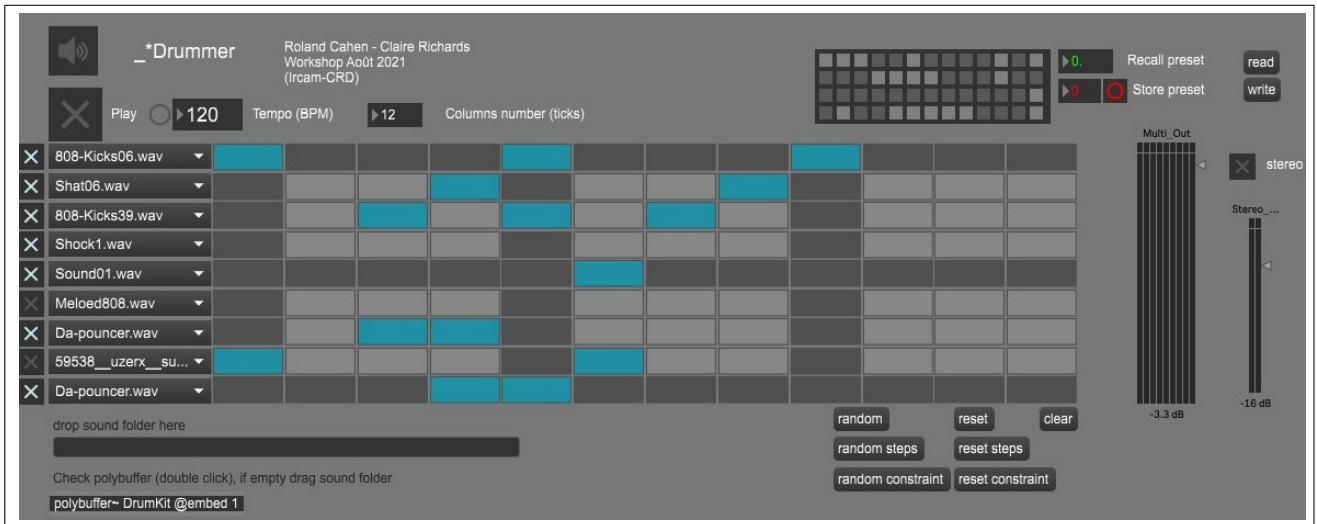 _*Drummer
Roland Cahen - Claire Richards
Workshop Août 2021
(Ircam-CRD)
0.
Recall preset
read
0
Store preset
write
Play
120
Tempo (BPM)
12
Columns number (ticks)
Multi_Out
808-Kicks06.wav
stereo
Shat06.wav
808-Kicks39.wav
Stereo_...
Shock1.wav
Sound01.wav
Meloed808.wav
Da-pouncer.wav
59538__uzerx__su...
Da-pouncer.wav
-3.3 dB
-16 dB
drop sound folder here
random
reset
clear
random steps
reset steps
Check polybuffer (double click), if empty drag sound folder
random constraint
reset constraint
polybuffer~ DrumKit @embed 1